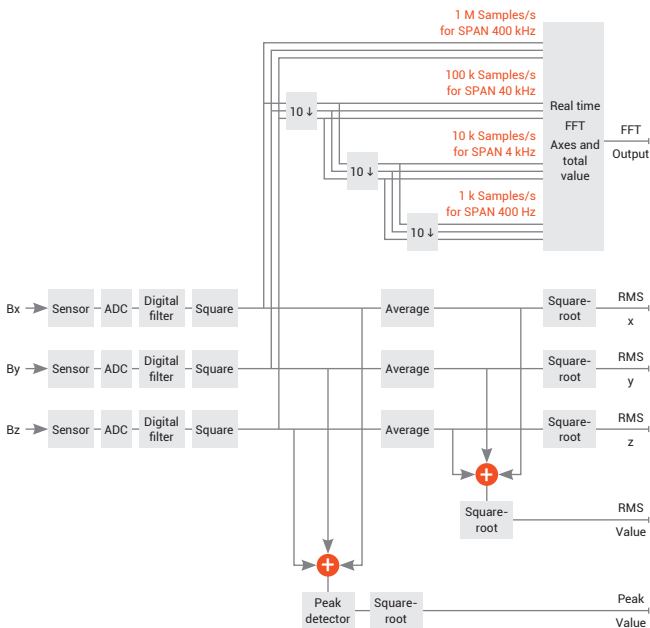 1 M Samples/s
for SPAN 400 kHz
100 k Samples/s
for SPAN 40 kHz
10 ↓
Real time
FFT
Axes and
total
value
FFT
Output
10 k Samples/s
for SPAN 4 kHz
10 ↓
1 k Samples/s
for SPAN 400 Hz
10 ↓
Bx
Sensor
ADC
Digital
filter
Square
Average
Square-
root
RMS
x
By
Sensor
ADC
Digital
filter
Square
Average
Square-
root
RMS
y
Bz
Sensor
ADC
Digital
filter
Square
Average
Square-
root
RMS
z
+
Square-
root
RMS
Value
+
Peak
detector
Square-
root
Peak
Value